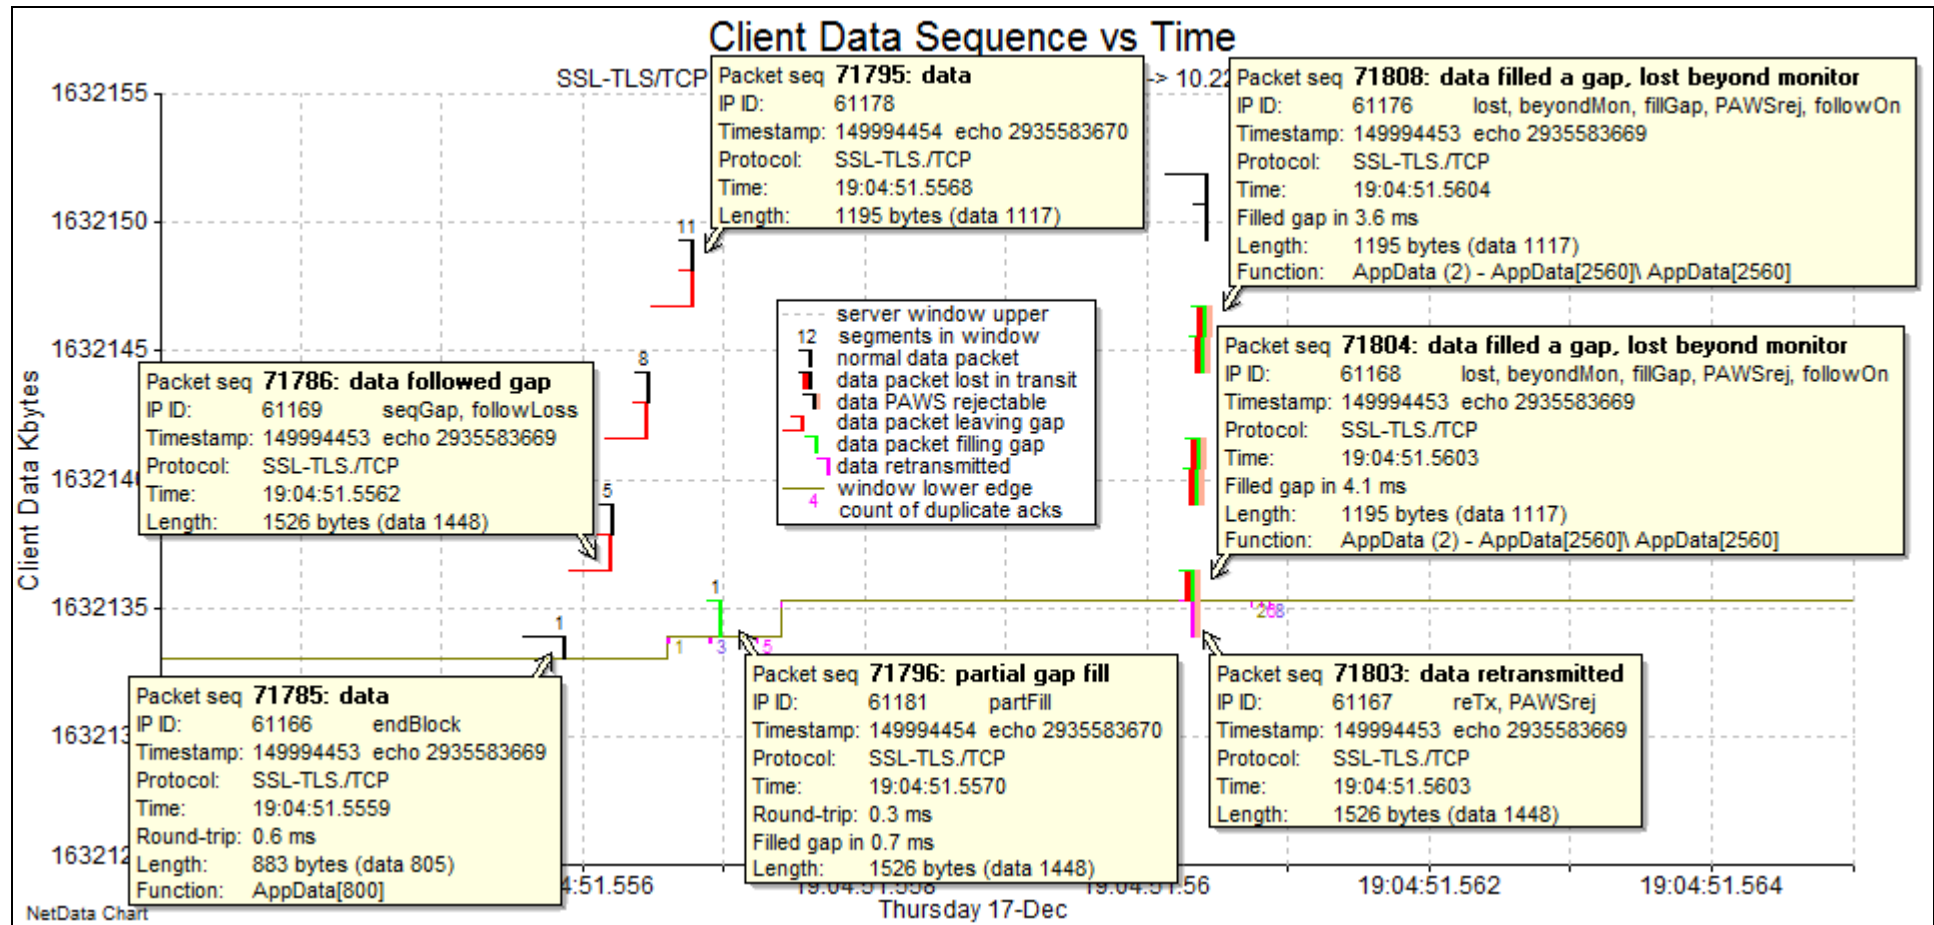 Client Data Sequence vs Time
SSL-TLS/TCP
-> 10.22
Packet seq 71795: data
IP ID: 61178
Timestamp: 149994454 echo 2935583670
Protocol: SSL-TLS./TCP
Time: 19:04:51.5568
Length: 1195 bytes (data 1117)
Packet seq 71808: data filled a gap, lost beyond monitor
IP ID: 61176 lost, beyondMon, fillGap, PAWSrej, followOn
Timestamp: 149994453 echo 2935583669
Protocol: SSL-TLS./TCP
Time: 19:04:51.5604
Filled gap in 3.6 ms
Length: 1195 bytes (data 1117)
Function: AppData (2) - AppData[2560]\ AppData[2560]
1632155
1632150
1632145
163214
1632135
163213
163212
Client Data Kbytes
11
8
5
1
1
server window upper
12 segments in window
normal data packet
data packet lost in transit
data PAWS rejectable
data packet leaving gap
data packet filling gap
data retransmitted
window lower edge
4 count of duplicate acks
Packet seq 71786: data followed gap
IP ID: 61169 seqGap, followLoss
Timestamp: 149994453 echo 2935583669
Protocol: SSL-TLS./TCP
Time: 19:04:51.5562
Length: 1526 bytes (data 1448)
Packet seq 71804: data filled a gap, lost beyond monitor
IP ID: 61168 lost, beyondMon, fillGap, PAWSrej, followOn
Timestamp: 149994453 echo 2935583669
Protocol: SSL-TLS./TCP
Time: 19:04:51.5603
Filled gap in 4.1 ms
Length: 1195 bytes (data 1117)
Function: AppData (2) - AppData[2560]\ AppData[2560]
1 3 5
Packet seq 71785: data
IP ID: 61166 endBlock
Timestamp: 149994453 echo 2935583669
Protocol: SSL-TLS./TCP
Time: 19:04:51.5559
Round-trip: 0.6 ms
Length: 883 bytes (data 805)
Function: AppData[800]
Packet seq 71796: partial gap fill
IP ID: 61181 partFill
Timestamp: 149994454 echo 2935583670
Protocol: SSL-TLS./TCP
Time: 19:04:51.5570
Round-trip: 0.3 ms
Filled gap in 0.7 ms
Length: 1526 bytes (data 1448)
Packet seq 71803: data retransmitted
IP ID: 61167 reTx, PAWSrej
Timestamp: 149994453 echo 2935583669
Protocol: SSL-TLS./TCP
Time: 19:04:51.5603
Length: 1526 bytes (data 1448)
4:51.556 19:04:51.558 19:04:51.56 19:04:51.562 19:04:51.564
Thursday 17-Dec
NetData Chart